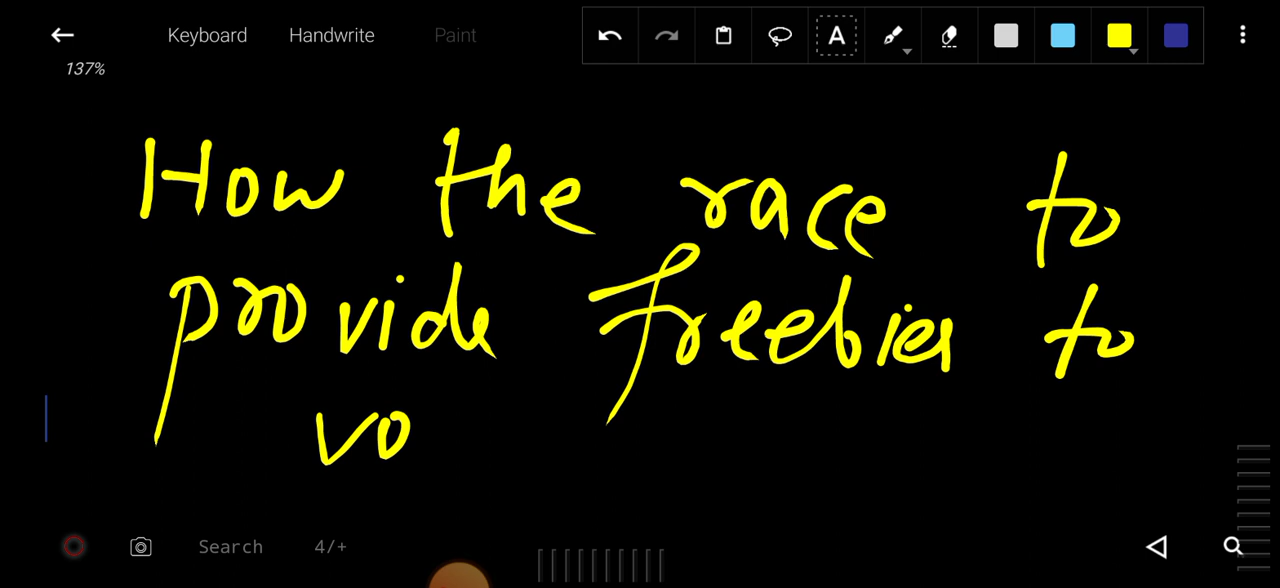 Keyboard Handwrite Paint A
137%
How the race to
provide freebies to
vo
Search 4/+